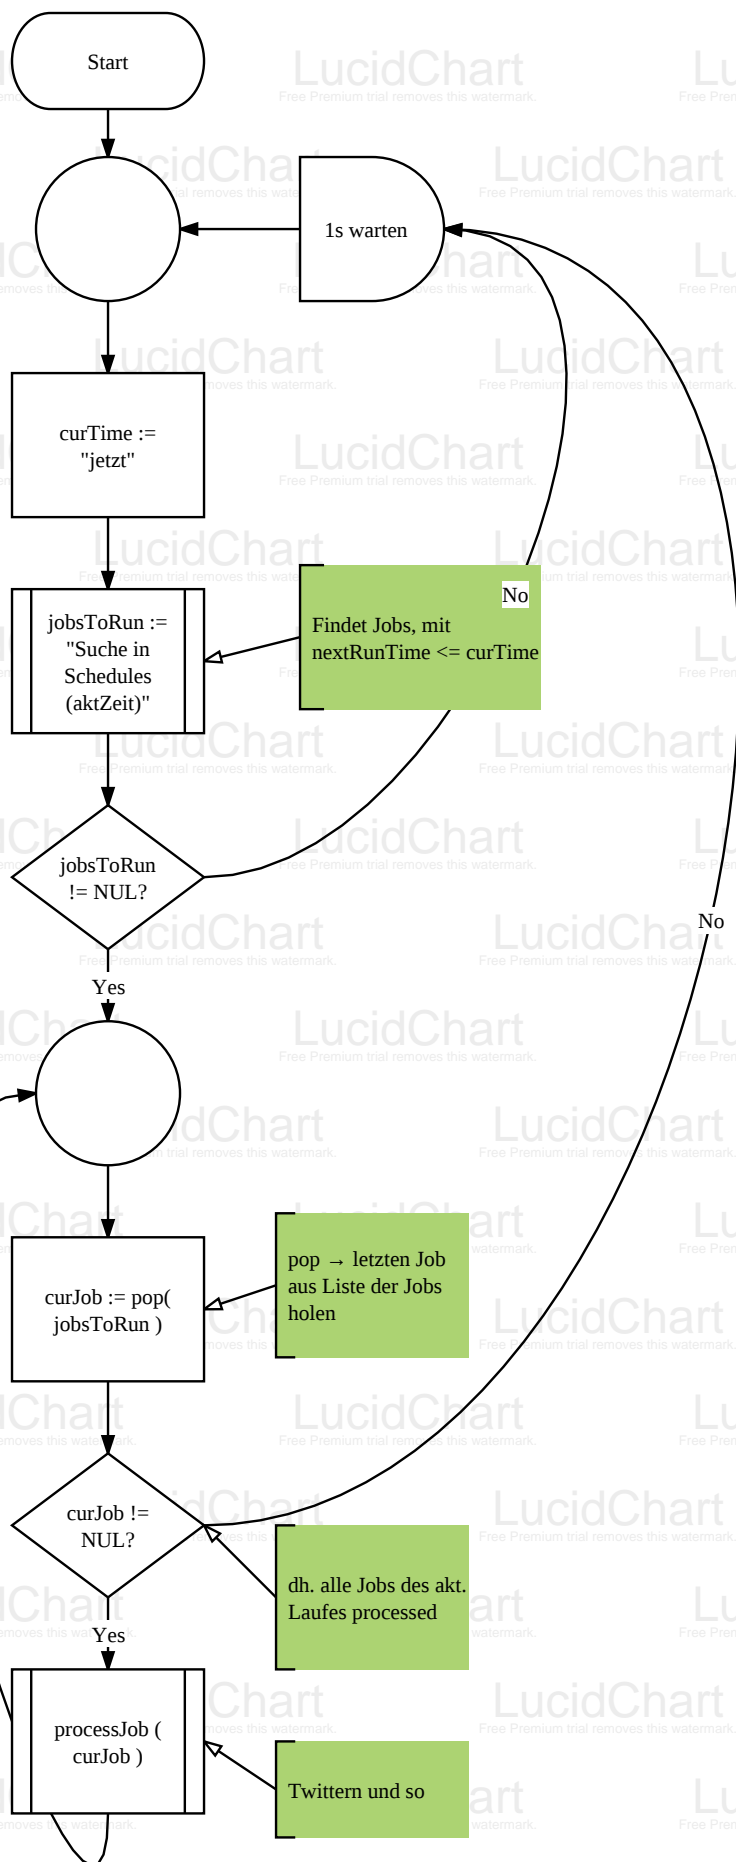 Start
1s warten
curTime :=
"jetzt"
jobsToRun :=
"Suche in
Schedules
(aktZeit)"
No
Findet Jobs, mit
nextRunTime <= curTime
jobsToRun
!= NUL?
No
Yes
curJob := pop(
jobsToRun )
pop → letzten Job
aus Liste der Jobs
holen
curJob !=
NUL?
dh. alle Jobs des akt.
Laufes processed
Yes
processJob (
curJob )
Twittern und so
LucidChart
Free Premium trial removes this watermark.